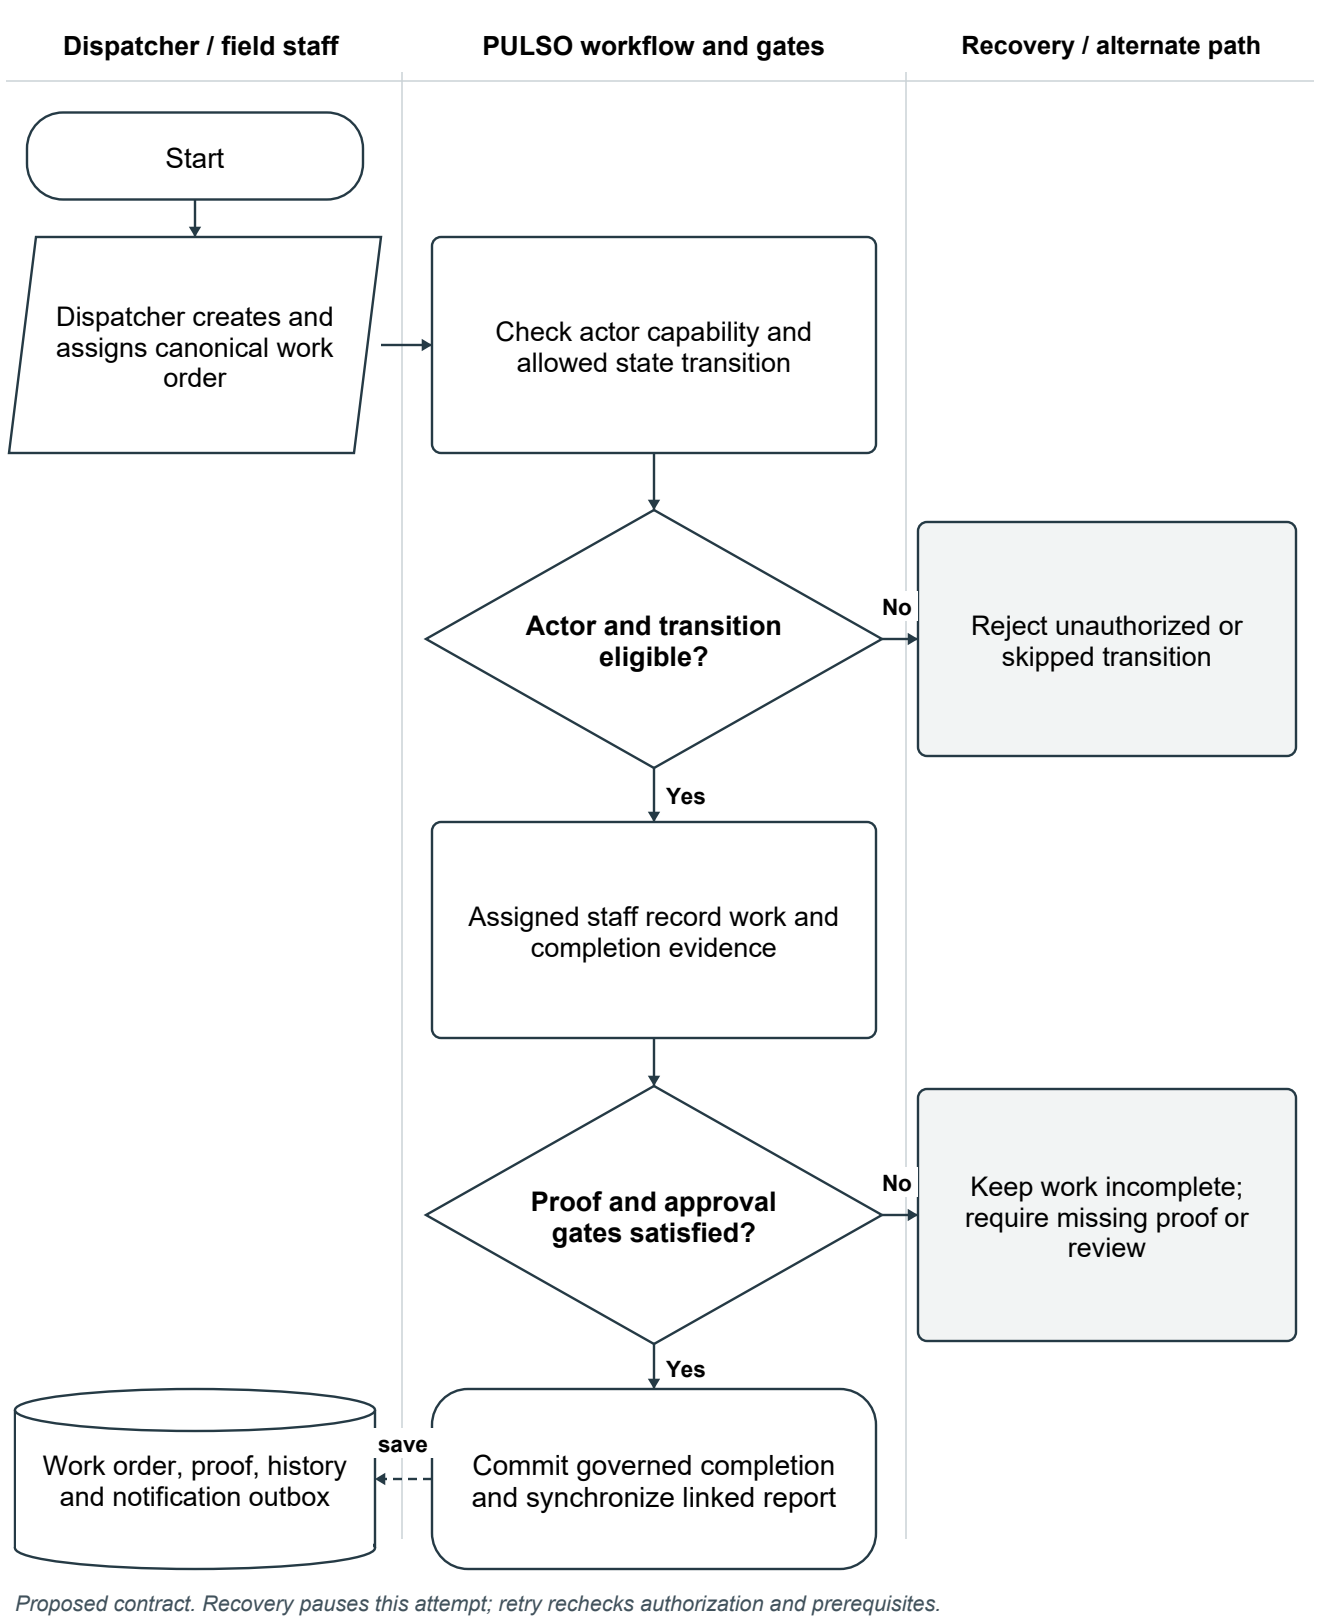 Dispatcher / field staff
PULSO workflow and gates
Recovery / alternate path
Start
Dispatcher creates and
assigns canonical work
order
Check actor capability and
allowed state transition
Actor and transition
eligible?
No
Reject unauthorized or
skipped transition
Yes
Assigned staff record work and
completion evidence
Proof and approval
gates satisfied?
No
Keep work incomplete;
require missing proof or
review
Yes
Commit governed completion
and synchronize linked report
save
Work order, proof, history
and notification outbox
Proposed contract. Recovery pauses this attempt; retry rechecks authorization and prerequisites.